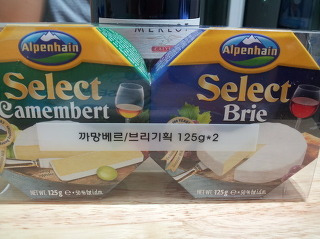 MERLOT
Alpenhain
Alpenhain
Select
Camembert
Select
Brie
까망베르/브리기획 125g*2
NET WT. 125g e
NET WT. 125g e